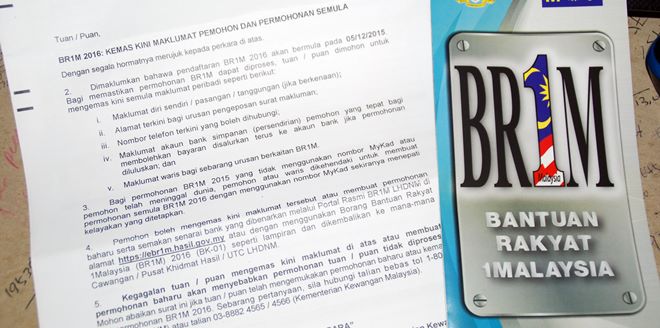 Tuan / Puan,
BR1M 2016: KEMAS KINI MAKLUMAT PEMOHON DAN PERMOHONAN SEMULA
Dengan segala hormatnya merujuk kepada perkara di atas.
2. Dimaklumkan bahawa pendaftaran BR1M 2016 akan bermula pada 05/12/2015.
Bagi memastikan permohonan BR1M dapat diproses, tuan / puan dimohon untuk
mengemas kini semula maklumat peribadi seperti berikut:
i. Maklumat diri sendiri / pasangan / tanggungan (jika berkenaan);
ii. Alamat terkini bagi urusan pengeposan surat makluman;
iii. Nombor telefon terkini yang boleh dihubungi;
iv. Maklumat akaun bank simpanan (persendirian) pemohon yang tepat bagi
membolehkan bayaran disalurkan terus ke akaun bank jika permohonan
diluluskan; dan
v. Maklumat waris bagi sebarang urusan berkaitan BR1M.
3. Bagi permohonan BR1M 2015 yang tidak menggunakan nombor MyKad atau
pemohon telah meninggal dunia, pemohon atau waris dikehendaki untuk membuat
permohonan semula BR1M 2016 dengan menggunakan nombor MyKad sekiranya menepati
kelayakan yang ditetapkan.
4. Pemohon boleh mengemas kini maklumat tersebut atau membuat permohonan
baharu serta semakan senarai bank yang dibenarkan melalui Portal Rasmi BR1M LHDNM di
alamat https://ebr1m.hasil.gov.my atau dengan menggunakan Borang Bantuan Rakyat
1Malaysia (BR1M) 2016 (BK-01) seperti lampiran dan dikembalikan ke mana-mana
Cawangan / Pusat Khidmat Hasil / UTC LHDNM.
5. Kegagalan tuan / puan mengemas kini maklumat di atas atau membuat
permohonan baharu akan menyebabkan permohonan tuan / puan tidak diproses.
Mohon abaikan surat ini jika tuan / puan telah mengemukakan permohonan baharu atau
permohonan BR1M 2016. Sebarang pertanyaan, sila hubungi talian bebas tol 1-80
BR1M) atau talian 03-8882 4565 / 4566 (Kementerian Kewangan Malaysia).
BR1M
Malaysia
BANTUAN
RAKYAT
1MALAYSIA